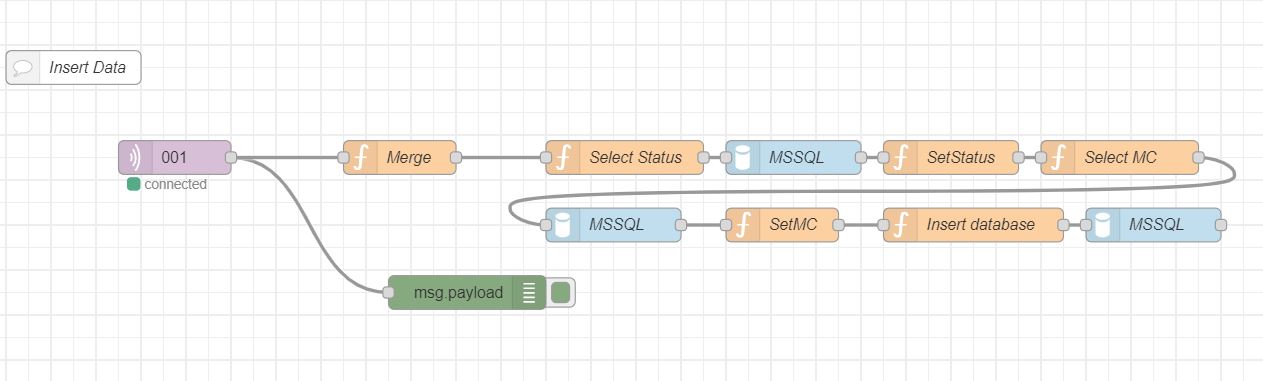 Insert Data
001
Merge
Select Status
MSSQL
SetStatus
Select MC
connected
MSSQL
SetMC
Insert database
MSSQL
msg.payload